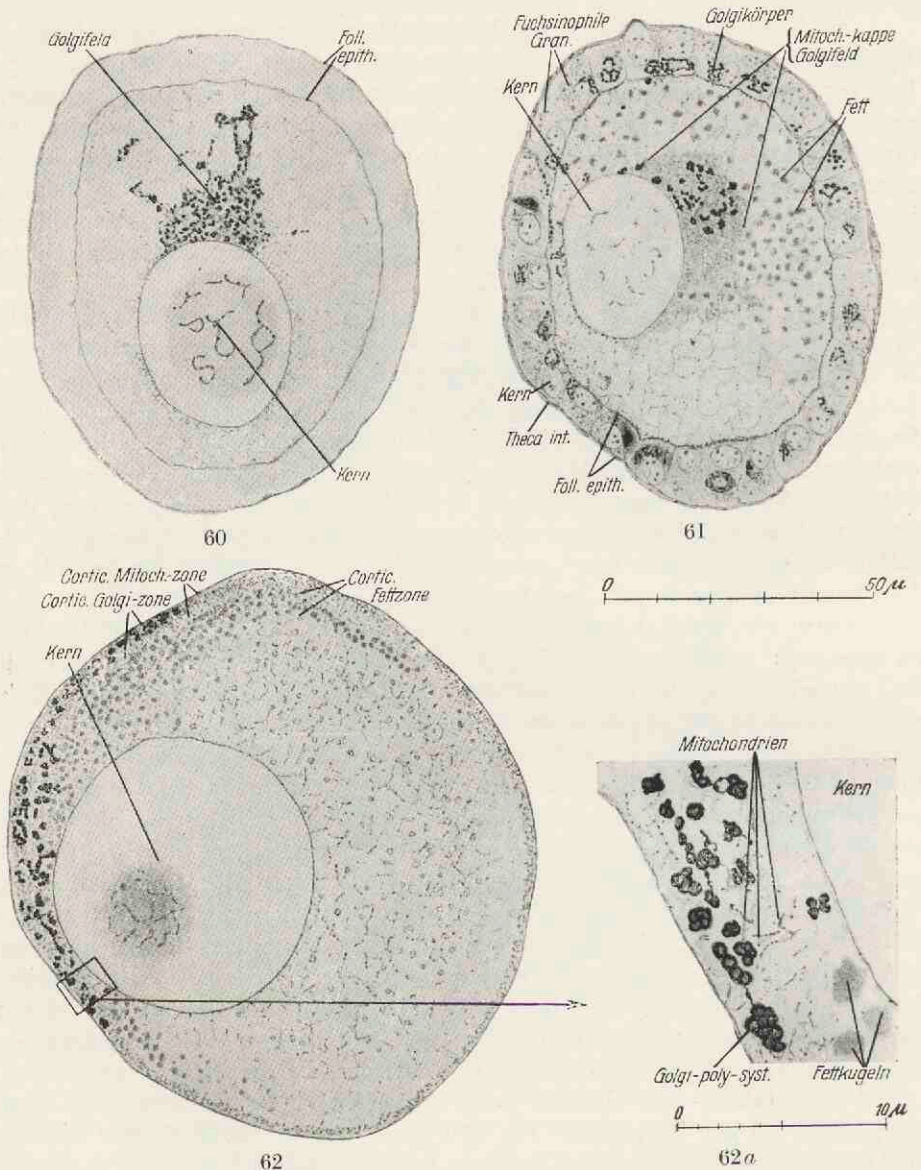 Golgifeld
Foll.
epith.
Kern
60
Fuchsinophile
Gran.
Kern
Golgikörper
Mitoch.-kappe
Golgifeld
Fett
Kern
Theca int.
Foll. epith.
61
0 50 µ
Cortic. Mitoch.-zone
Cortic. Golgi-zone
Kern
Cortic.
Fettzone
62
Mitochondrien
Kern
Golgi-poly-syst.
Fettkugeln
0 10 µ
62a